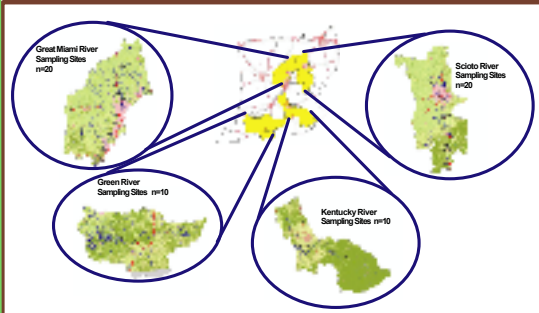 Great Miami River
Sampling Sites
n=20
Scioto River
Sampling Sites
n=20
Green River
Sampling Sites n=10
Kentucky River
Sampling Sites n=10